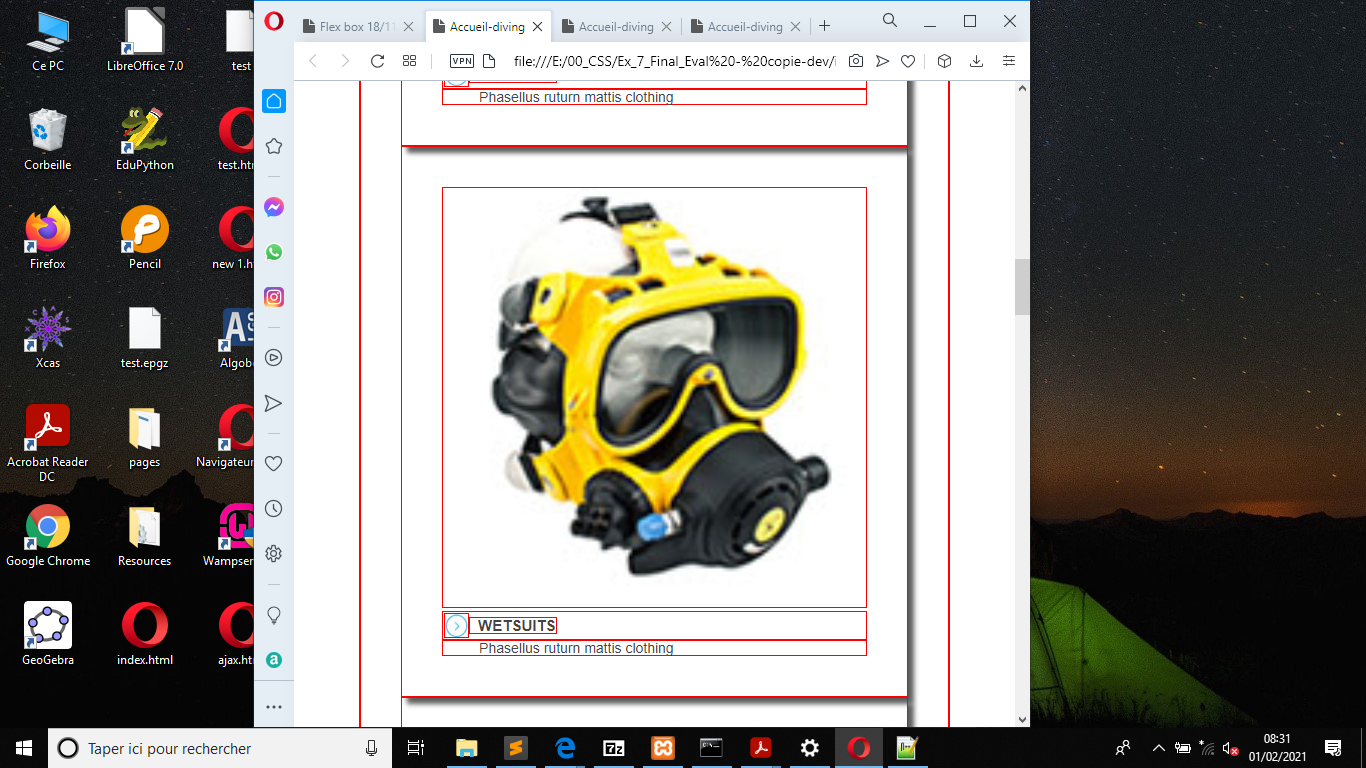 Flex box 18/11
Accueil-diving
Accueil-diving
Accueil-diving
VPN
file:///E:/00_CSS/Ex_7_Final_Eval%20-%20copie-dev/i
Ce PC
LibreOffice 7.0
test
Corbeille
EduPython
test.htm
Firefox
Pencil
new 1.h
Xcas
test.epgz
Algob
Acrobat Reader
DC
pages
Navigateur
Google Chrome
Resources
Wampser
GeoGebra
index.html
ajax.h
Phasellus ruturn mattis clothing
WETSUITS
Phasellus ruturn mattis clothing
Taper ici pour rechercher
08:31
01/02/2021